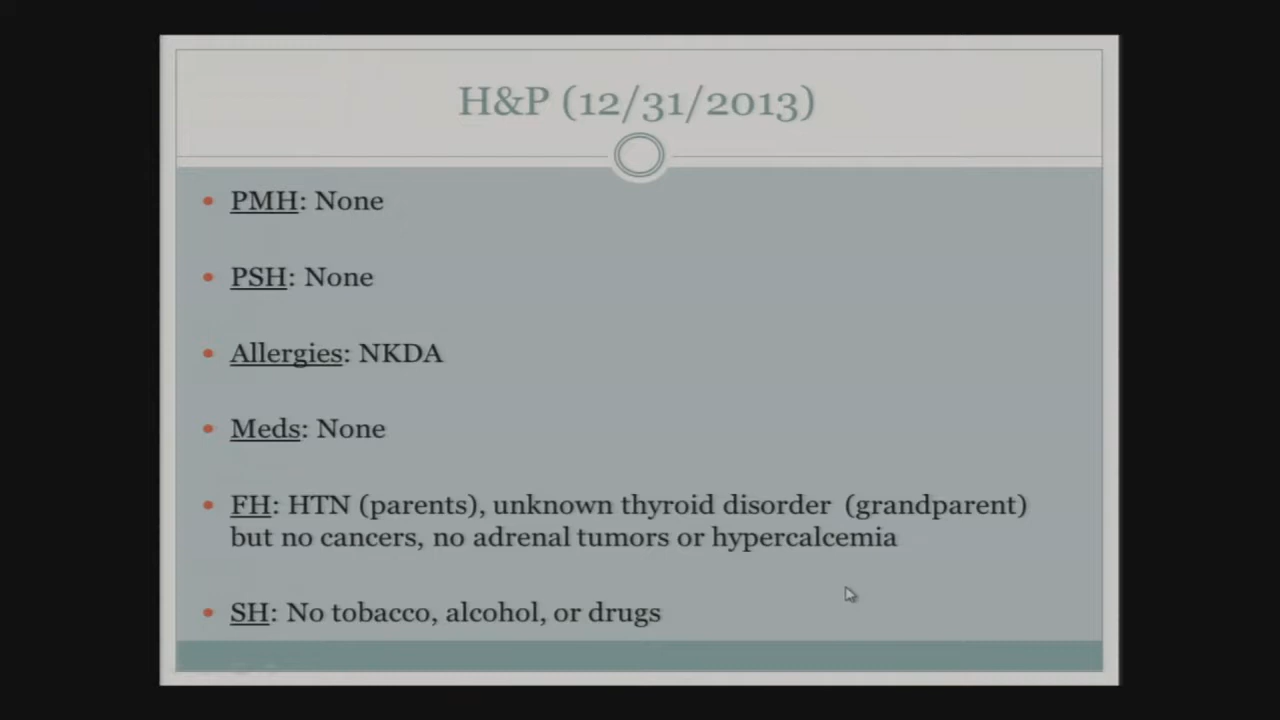 H&P (12/31/2013)
• PMH: None
• PSH: None
• Allergies: NKDA
• Meds: None
• FH: HTN (parents), unknown thyroid disorder (grandparent)
but no cancers, no adrenal tumors or hypercalcemia
• SH: No tobacco, alcohol, or drugs